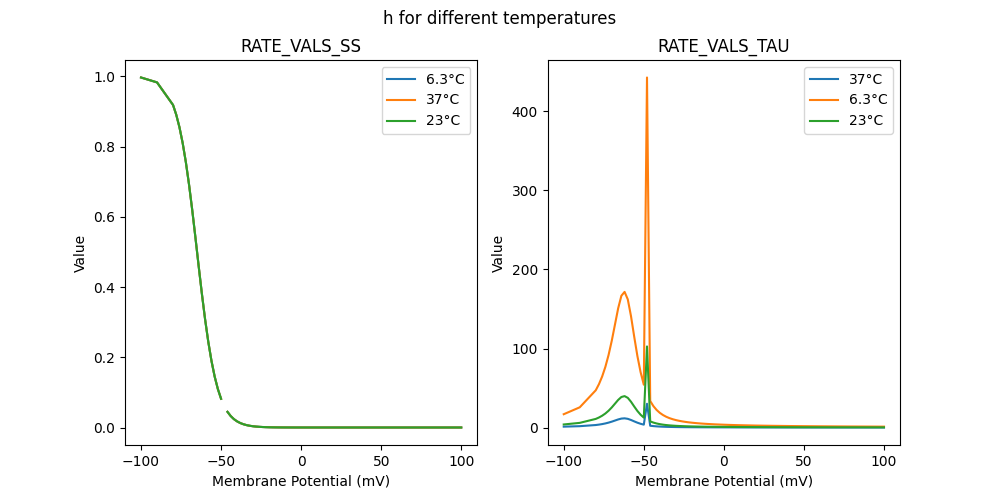 h for different temperatures
RATE_VALS_SS
1.0
0.8
0.6
0.4
0.2
0.0
Value
−100
−50
0
50
100
Membrane Potential (mV)
6.3°C
37°C
23°C
RATE_VALS_TAU
400
300
200
100
0
Value
−100
−50
0
50
100
Membrane Potential (mV)
37°C
6.3°C
23°C